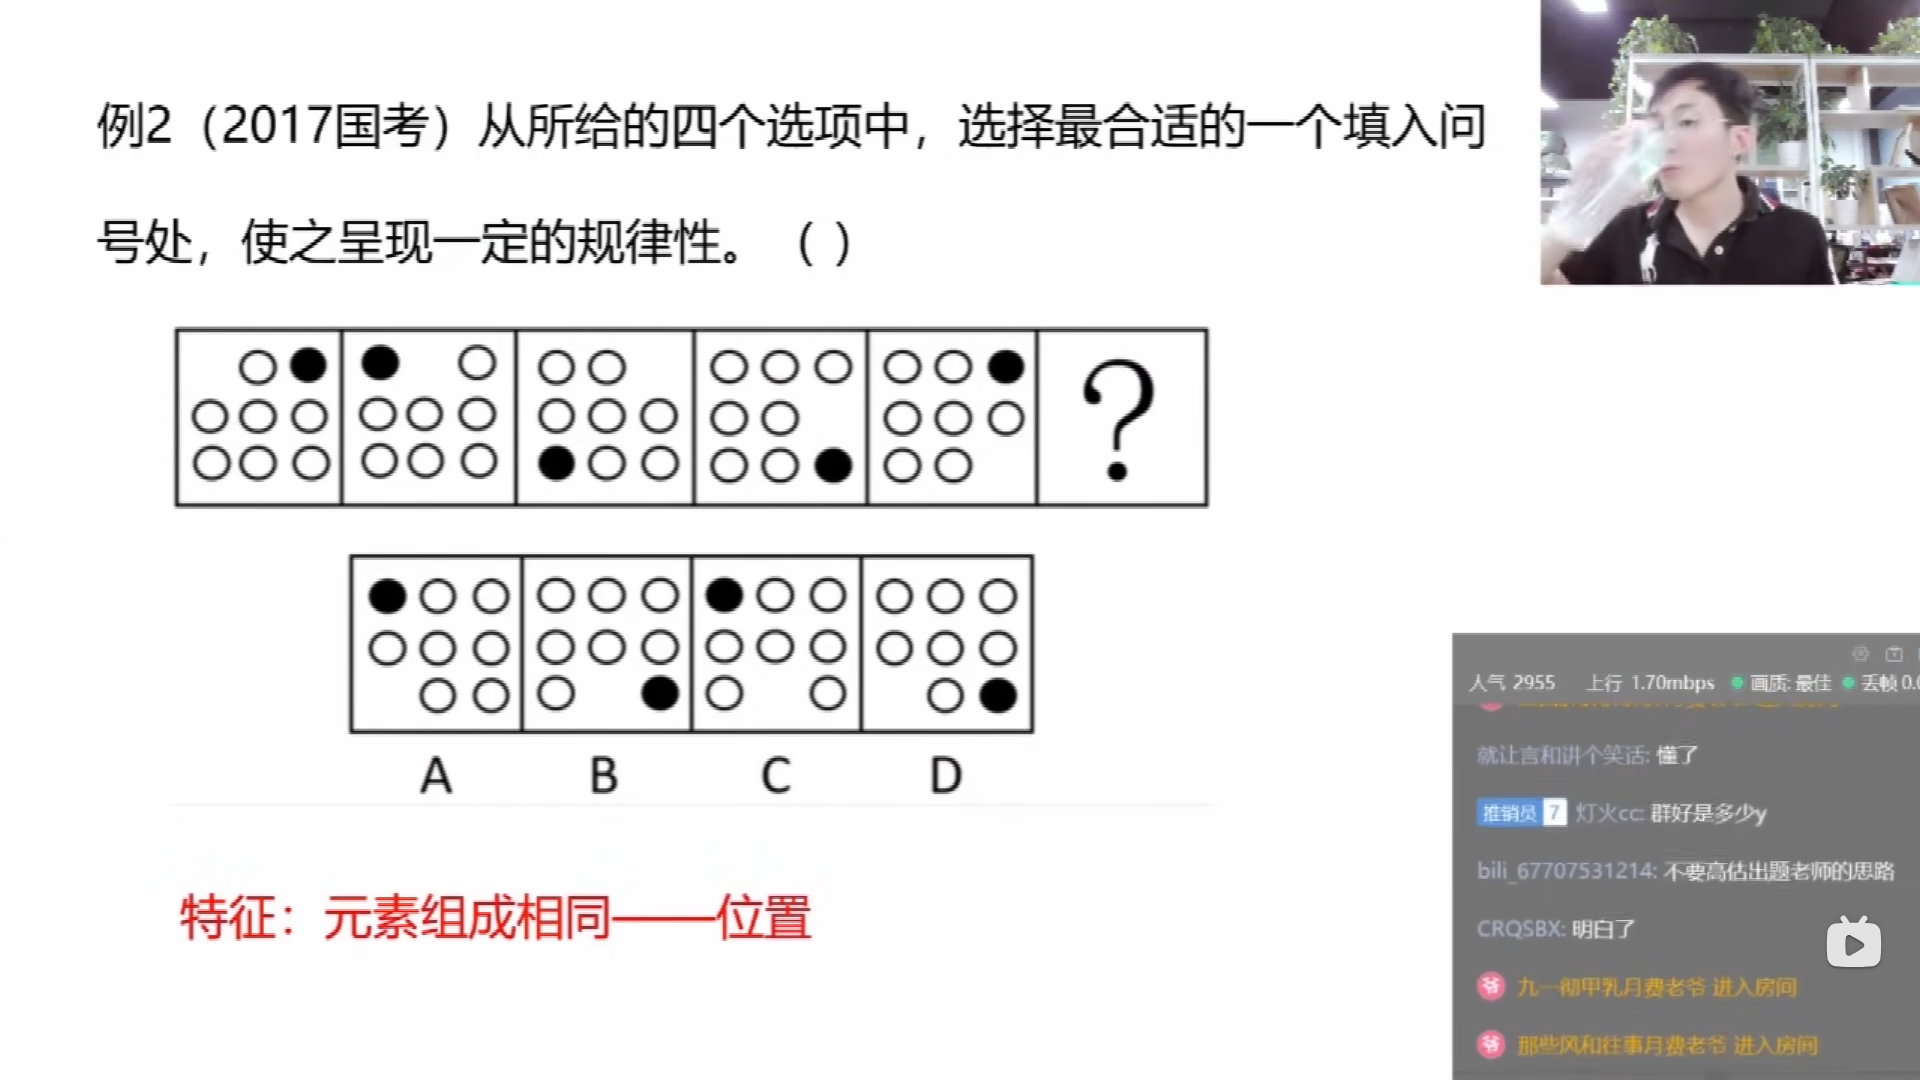 例2（2017国考）从所给的四个选项中，选择最合适的一个填入问
号处，使之呈现一定的规律性。（ ）
?
A B C D
特征：元素组成相同——位置
人气 2955 上行 1.70mbps 画质: 最佳 丢帧 0.0
就让言和讲个笑话: 懂了
推销员 7 灯火cc: 群好是多少y
bili_67707531214: 不要高估出题老师的思路
CRQSBX: 明白了
爷 九一彻甲乳月费老爷 进入房间
爷 那些风和往事月费老爷 进入房间